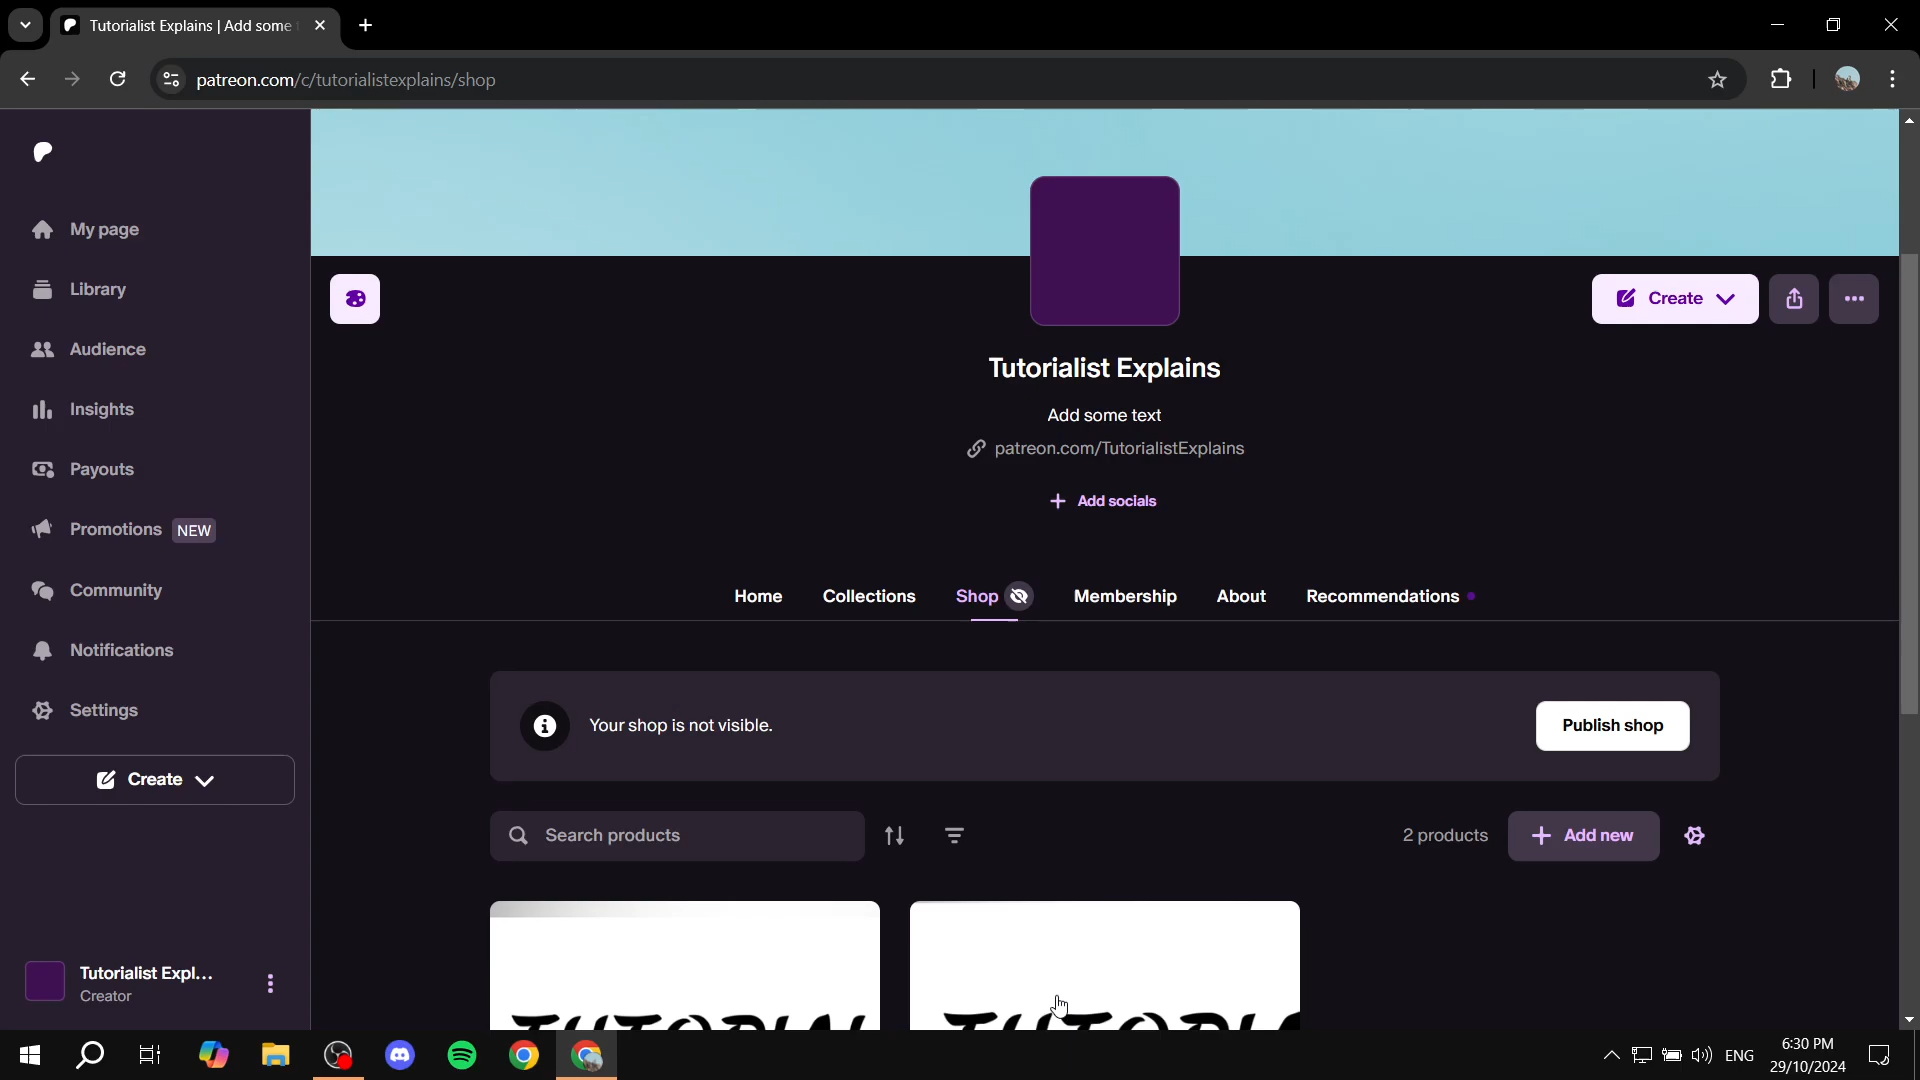 Tutorialist Explains | Add some
patreon.com/c/tutorialistexplains/shop
My page
Library
Audience
Insights
Payouts
Promotions NEW
Community
Notifications
Settings
Create
Tutorialist Expl...
Creator
Create
Tutorialist Explains
Add some text
patreon.com/TutorialistExplains
Add socials
Home Collections Shop Membership About Recommendations
Your shop is not visible.
Publish shop
Search products
2 products
Add new
ENG
6:30 PM
29/10/2024